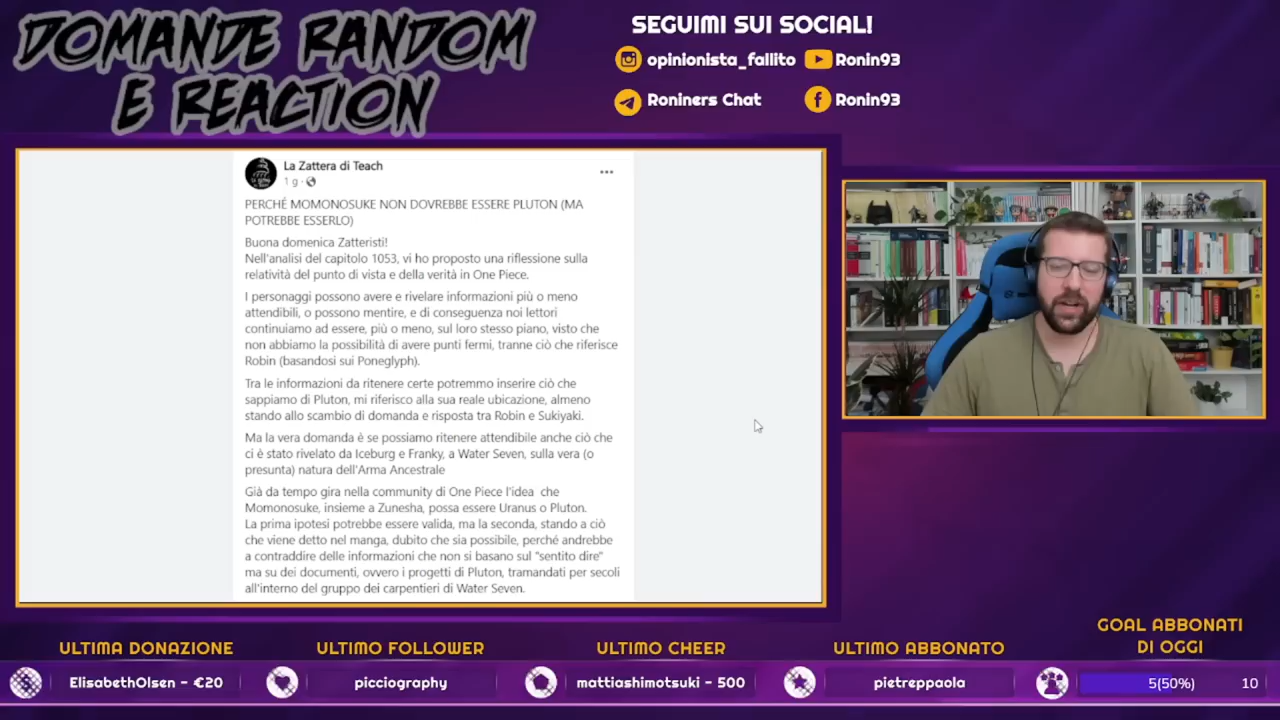 DOMANDE RANDOM
E REACTION
SEGUIMI SUI SOCIAL!
opinionista_fallito
Ronin93
Roniners Chat
Ronin93
La Zattera di Teach
1 g ·
PERCHÉ MOMONOSUKE NON DOVREBBE ESSERE PLUTON (MA
POTREBBE ESSERLO)
Buona domenica Zatteristi!
Nell'analisi del capitolo 1053, vi ho proposto una riflessione sulla
relatività del punto di vista e della verità in One Piece.
I personaggi possono avere e rivelare informazioni più o meno
attendibili, o possono mentire, e di conseguenza noi lettori
continuiamo ad essere, più o meno, sul loro stesso piano, visto che
non abbiamo la possibilità di avere punti fermi, tranne ciò che riferisce
Robin (basandosi sui Poneglyph).
Tra le informazioni da ritenere certe potremmo inserire ciò che
sappiamo di Pluton, mi riferisco alla sua reale ubicazione, almeno
stando allo scambio di domanda e risposta tra Robin e Sukiyaki.
Ma la vera domanda è se possiamo ritenere attendibile anche ciò che
ci è stato rivelato da Iceburg e Franky, a Water Seven, sulla vera (o
presunta) natura dell'Arma Ancestrale
Già da tempo gira nella community di One Piece l'idea che
Momonosuke, insieme a Zunesha, possa essere Uranus o Pluton.
La prima ipotesi potrebbe essere valida, ma la seconda, stando a ciò
che viene detto nel manga, dubito che sia possibile, perché andrebbe
a contraddire delle informazioni che non si basano sul "sentito dire"
ma su dei documenti, ovvero i progetti di Pluton, tramandati per secoli
all'interno del gruppo dei carpentieri di Water Seven.
ULTIMA DONAZIONE
ElisabethOlsen - €20
ULTIMO FOLLOWER
picciography
ULTIMO CHEER
mattiashimotsuki - 500
ULTIMO ABBONATO
pietreppaola
GOAL ABBONATI
DI OGGI
5(50%) 10